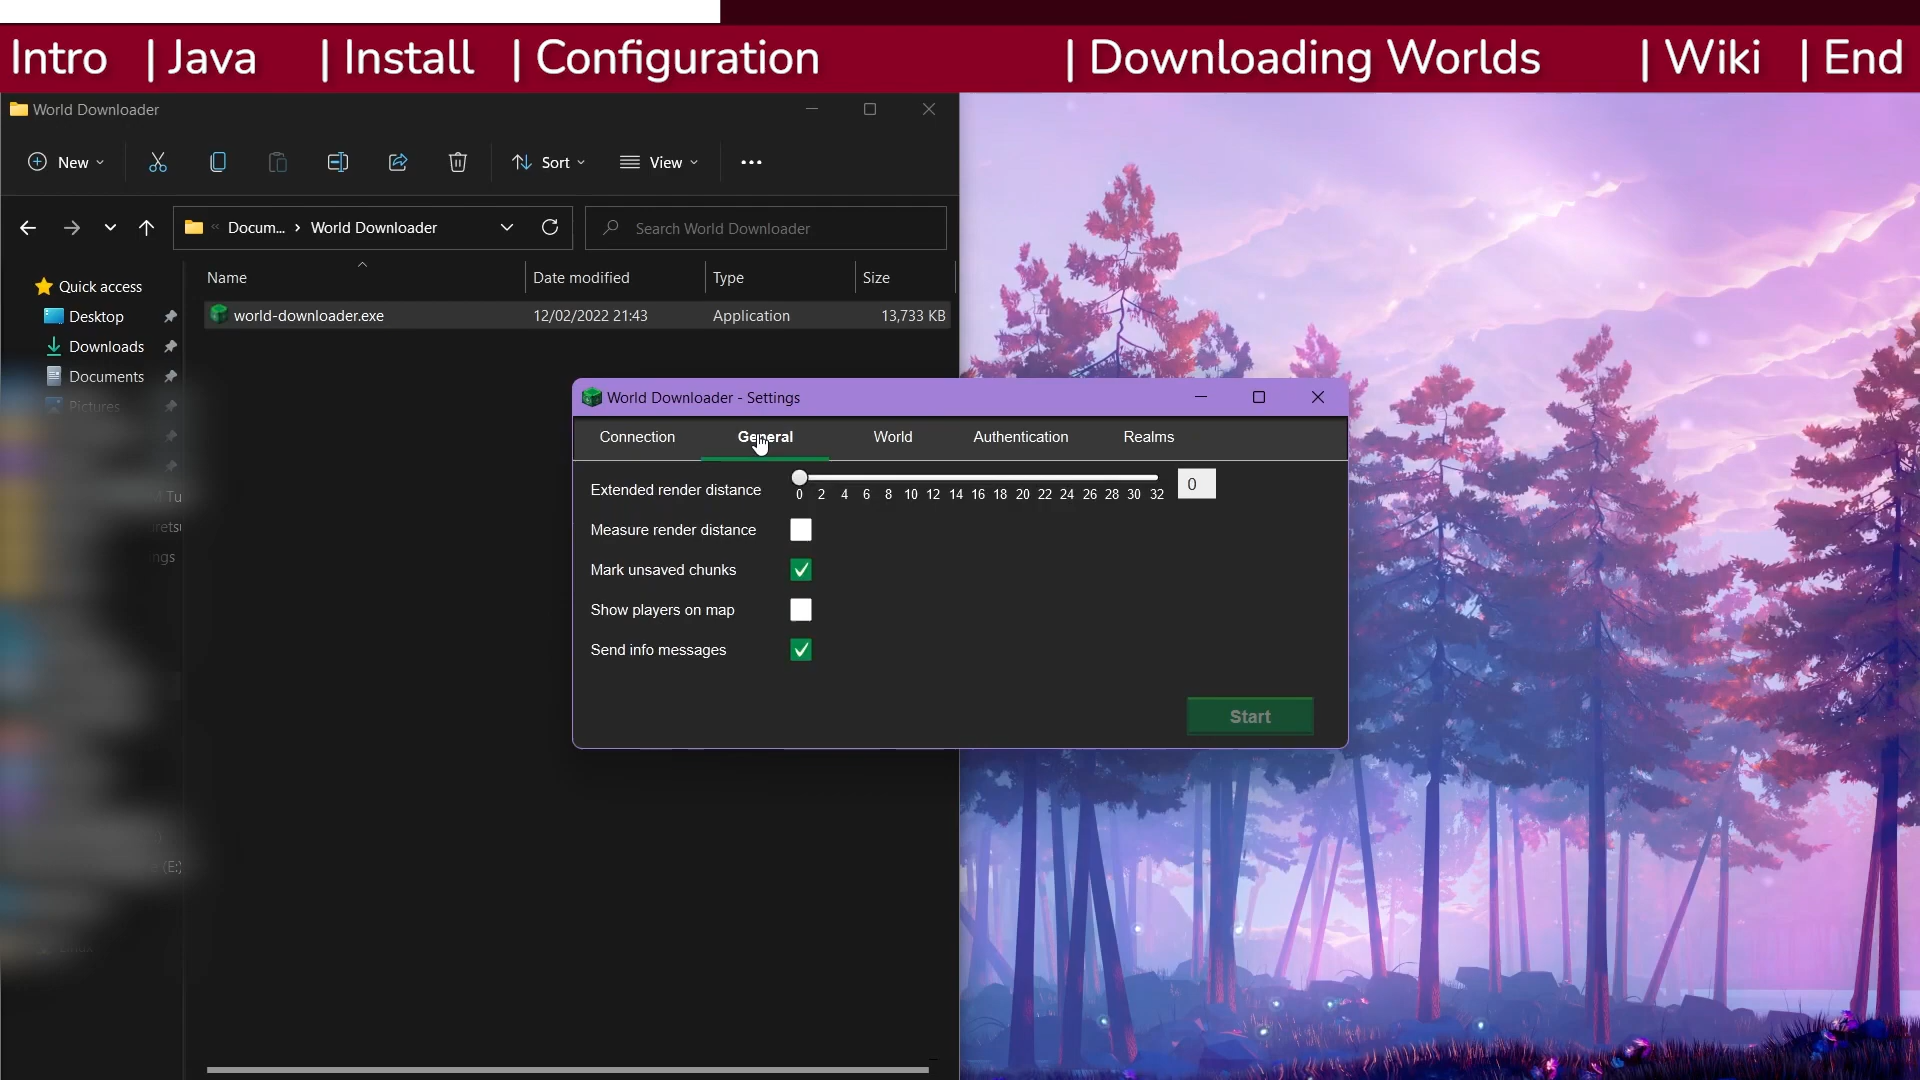 Intro | Java | Install | Configuration | Downloading Worlds | Wiki | End
World Downloader
New Sort View
Docum... World Downloader Search World Downloader
Name Date modified Type Size
world-downloader.exe 12/02/2022 21:43 Application 13,733 KB
Quick access
Desktop
Downloads
Documents
Pictures
World Downloader - Settings
Connection General World Authentication Realms
Extended render distance 0 2 4 6 8 10 12 14 16 18 20 22 24 26 28 30 32 0
Measure render distance
Mark unsaved chunks
Show players on map
Send info messages
Start
(E:)